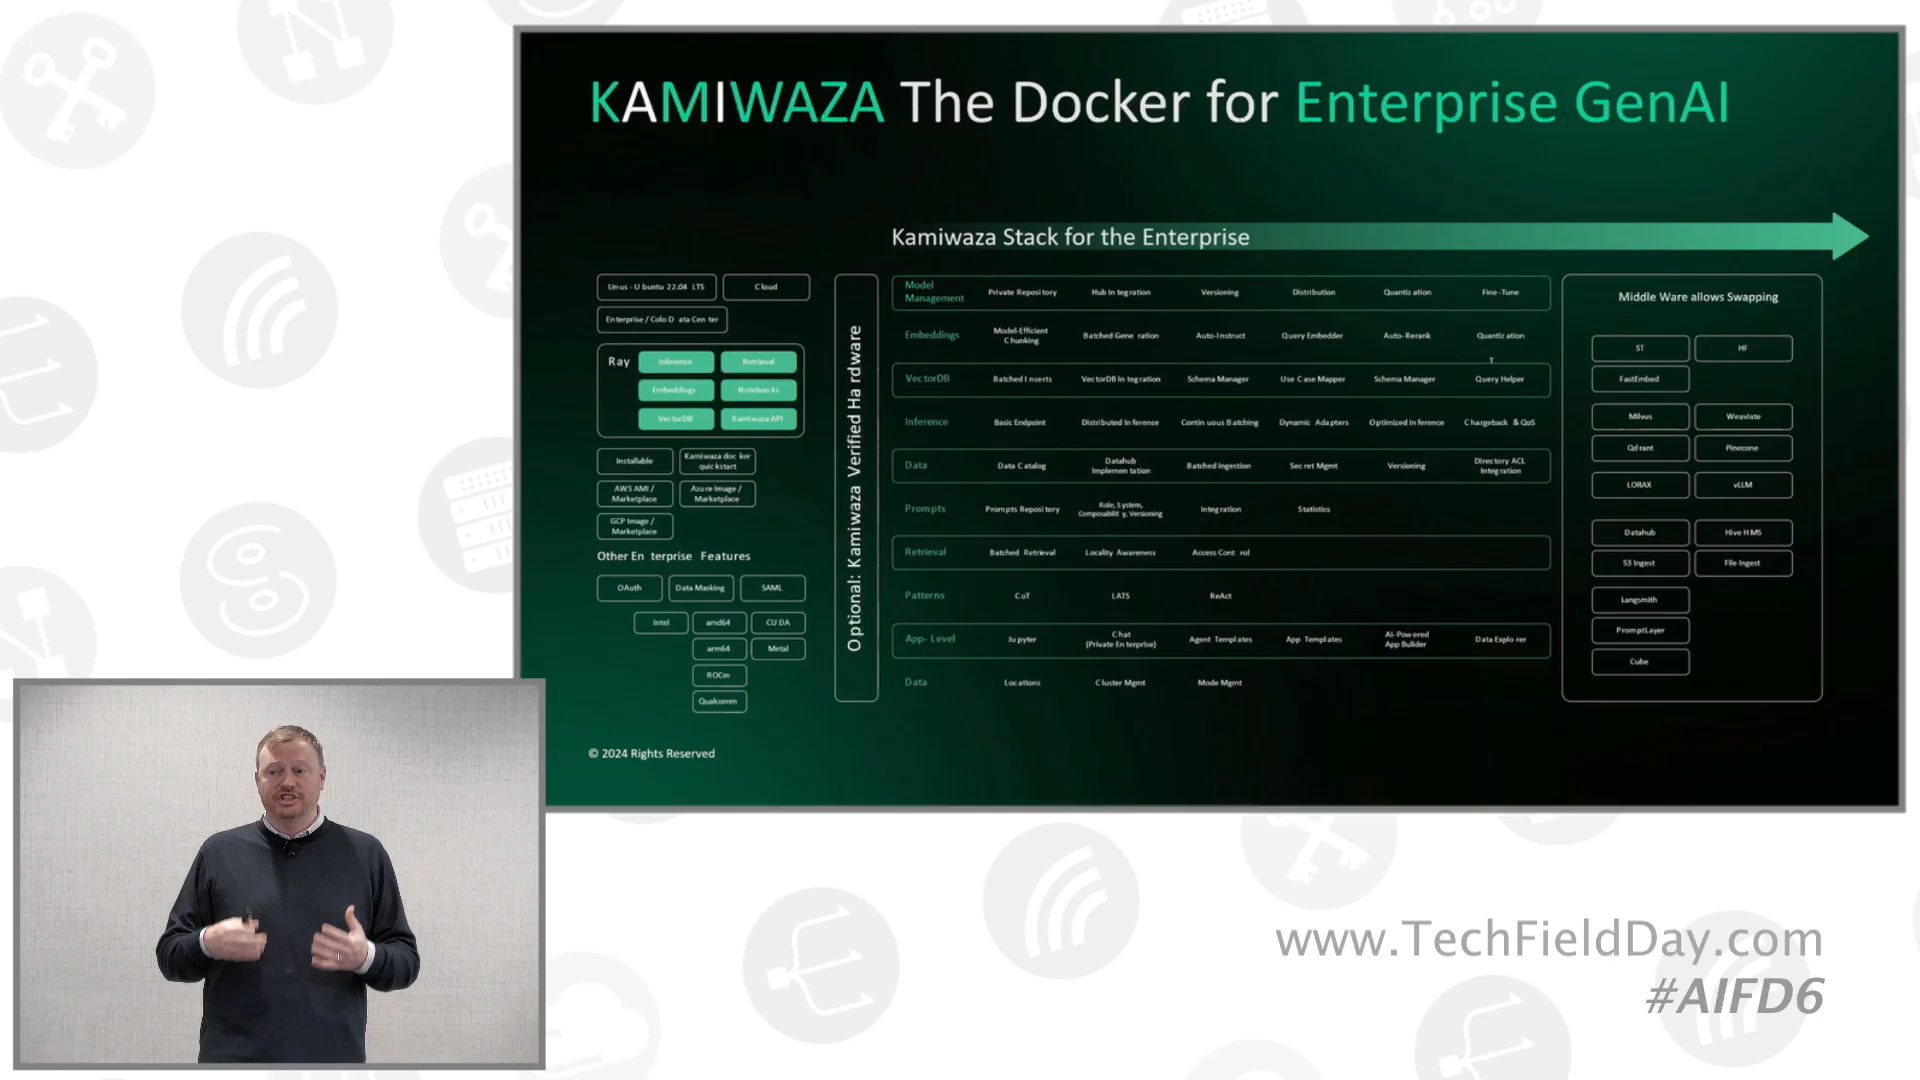 KAMIWAZA The Docker for Enterprise GenAI
Kamiwaza Stack for the Enterprise
Linus - Ubuntu 22.04 LTS
Cloud
Enterprise / Colo Data Center
Ray
Inference
Retrieval
Embeddings
Notebooks
VectorDB
Kamiwaza API
Installable
Kamiwaza docker
quickstart
AWS AMI /
Marketplace
Azure Image /
Marketplace
GCP Image /
Marketplace
Other Enterprise Features
OAuth
Data Masking
SAML
Intel
amd64
CUDA
arm64
Metal
ROCm
Qualcomm
Optional: Kamiwaza Verified Hardware
Model
Management
Private Repository
Hub Integration
Versioning
Distribution
Quantization
Fine-Tune
Embeddings
Model-Efficient
Chunking
Batched Generation
Auto-Instruct
Query Embedder
Auto-Rerank
Quantization
T
VectorDB
Batched Inserts
VectorDB Integration
Schema Manager
Use Case Mapper
Schema Manager
Query Helper
Inference
Basic Endpoint
Distributed Inference
Continuous Batching
Dynamic Adapters
Optimized Inference
Chargeback & QoS
Data
Data Catalog
Datahub
Implementation
Batched Ingestion
Secret Mgmt
Versioning
Directory ACL
Integration
Prompts
Prompts Repository
Role, System,
Composability, Versioning
Integration
Statistics
Retrieval
Batched Retrieval
Locality Awareness
Access Control
Patterns
CoT
LATS
ReAct
App-Level
Jupyter
Chat
(Private Enterprise)
Agent Templates
App Templates
AI-Powered
App Builder
Data Explorer
Data
Locations
Cluster Mgmt
Mode Mgmt
Middle Ware allows Swapping
ST
HF
FastEmbed
Milvus
Weaviate
Qdrant
Pinecone
LORAX
vLLM
Datahub
Hive HMS
S3 Ingest
File Ingest
Langsmith
PromptLayer
Cube
© 2024 Rights Reserved
www.TechFieldDay.com
#AIFD6